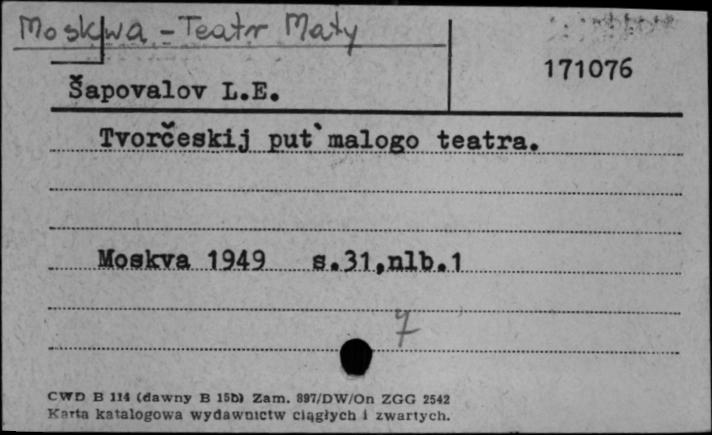 Moskwa - Teatr Mały
171076
Šapovalov L.E.
Tvorčeskij put`malogo teatra.
Moskva 1949 s.31,nlb.1
7
CWD B 114 (dawny B 15b) Zam. 897/DW/On ZGG 2542
Karta katalogowa wydawnictw ciągłych i zwartych.